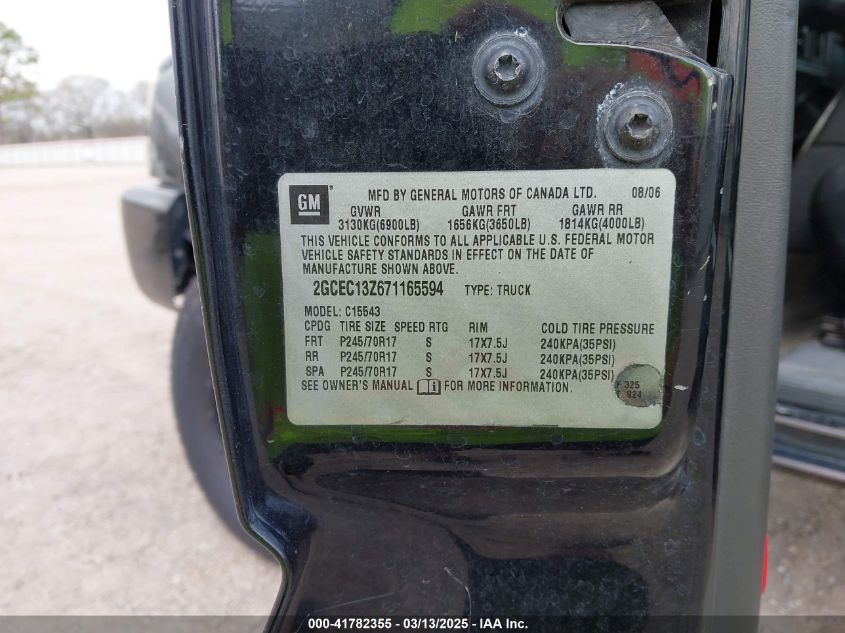 GM MFD BY GENERAL MOTORS OF CANADA LTD. 08/06
GVWR GAWR FRT GAWR RR
3130KG(6900LB) 1656KG(3650LB) 1814KG(4000LB)
THIS VEHICLE CONFORMS TO ALL APPLICABLE U.S. FEDERAL MOTOR
VEHICLE SAFETY STANDARDS IN EFFECT ON THE DATE OF
MANUFACTURE SHOWN ABOVE.
2GCEC13Z671165594 TYPE: TRUCK
MODEL: C15543
CPDG TIRE SIZE SPEED RTG RIM COLD TIRE PRESSURE
FRT P245/70R17 S 17X7.5J 240KPA(35PSI)
RR P245/70R17 S 17X7.5J 240KPA(35PSI)
SPA P245/70R17 S 17X7.5J 240KPA(35PSI)
SEE OWNER'S MANUAL FOR MORE INFORMATION.
F 325
T 924
000-41782355 - 03/13/2025 - IAA Inc.